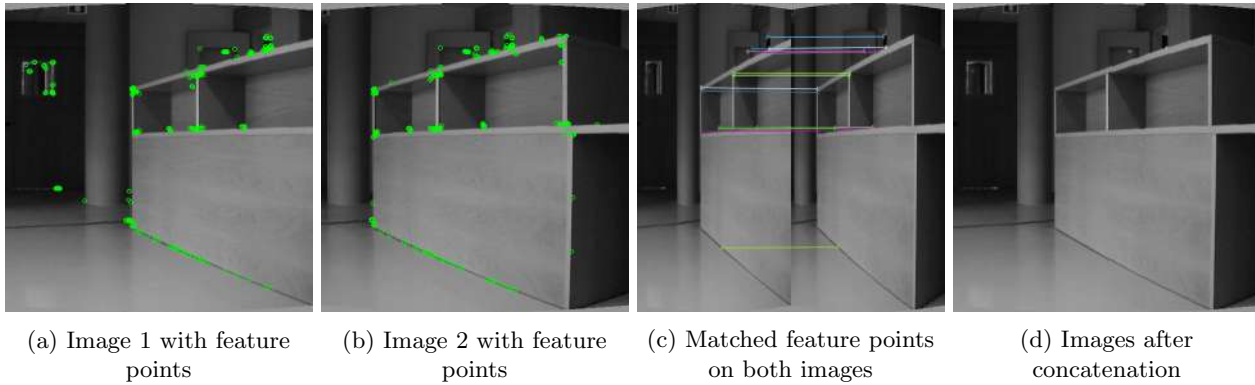 (a) Image 1 with feature
points
(b) Image 2 with feature
points
(c) Matched feature points
on both images
(d) Images after
concatenation